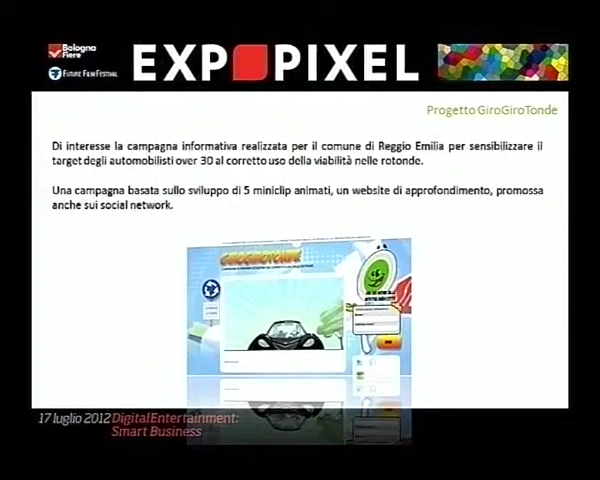 Bologna
Fiere
FUTURE FILM FESTIVAL
EXPOPIXEL
Progetto GiroGiroTonde
Di interesse la campagna informativa realizzata per il comune di Reggio Emilia per sensibilizzare il
target degli automobilisti over 30 al corretto uso della viabilità nelle rotonde.
Una campagna basata sullo sviluppo di 5 miniclip animati, un website di approfondimento, promossa
anche sui social network.
GIROGIROTONDE
17 luglio 2012 Digital Entertainment:
Smart Business